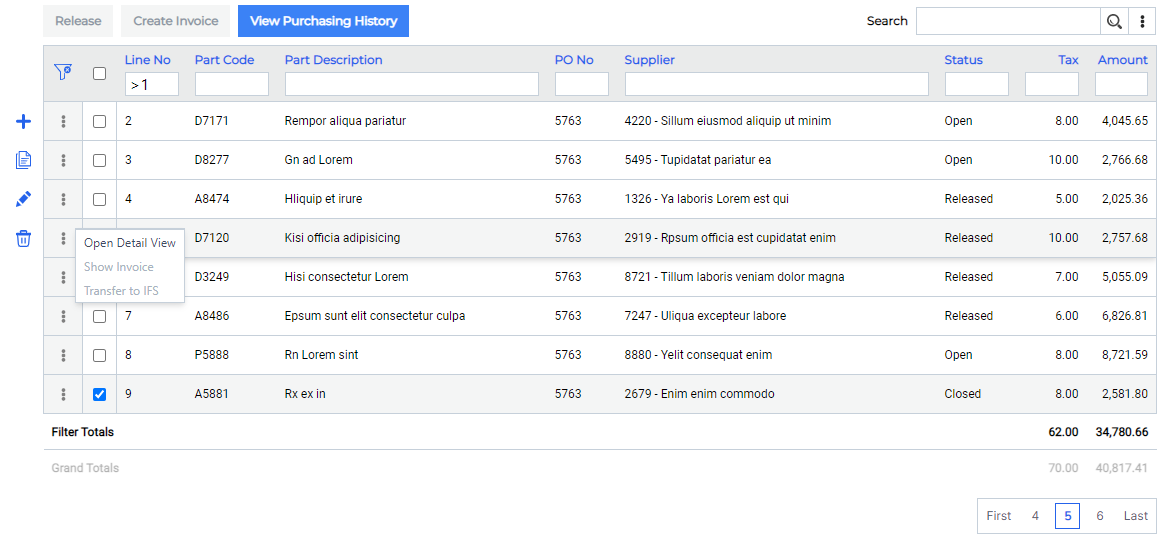 Release Create Invoice View Purchasing History Search
Line No Part Code Part Description PO No Supplier Status Tax Amount
>1
2 D7171 Rempor aliqua pariatur 5763 4220 - Sillum eiusmod aliquip ut minim Open 8.00 4,045.65
3 D8277 Gn ad Lorem 5763 5495 - Tupidatat pariatur ea Open 10.00 2,766.68
4 A8474 Hliquip et irure 5763 1326 - Ya laboris Lorem est qui Released 5.00 2,025.36
Open Detail View D7120 Kisi officia adipisicing 5763 2919 - Rpsum officia est cupidatat enim Released 10.00 2,757.68
Show Invoice
D3249 Hisi consectetur Lorem 5763 8721 - Tillum laboris veniam dolor magna Released 7.00 5,055.09
Transfer to IFS
7 A8486 Epsum sunt elit consectetur culpa 5763 7247 - Uliqua excepteur labore Released 6.00 6,826.81
8 P5888 Rn Lorem sint 5763 8880 - Yelit consequat enim Open 8.00 8,721.59
9 A5881 Rx ex in 5763 2679 - Enim enim commodo Closed 8.00 2,581.80
Filter Totals 62.00 34,780.66
Grand Totals 70.00 40,817.41
First 4 5 6 Last